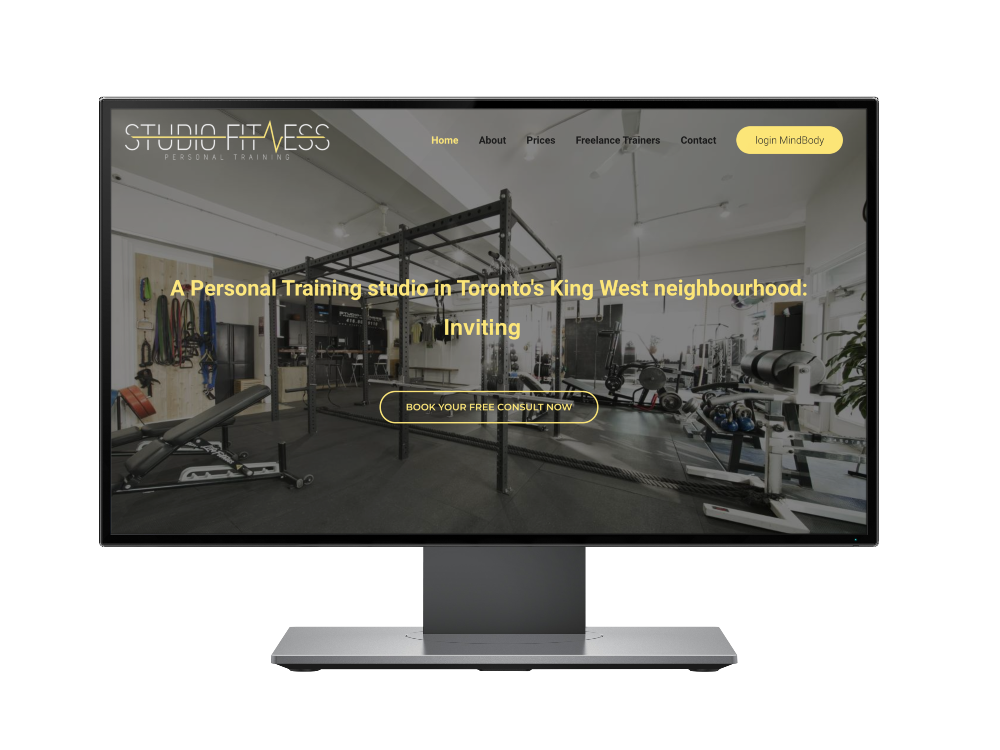 STUDIO FITNESS
PERSONAL TRAINING
Home About Prices Freelance Trainers Contact login MindBody
A Personal Training studio in Toronto's King West neighbourhood:
Inviting
BOOK YOUR FREE CONSULT NOW